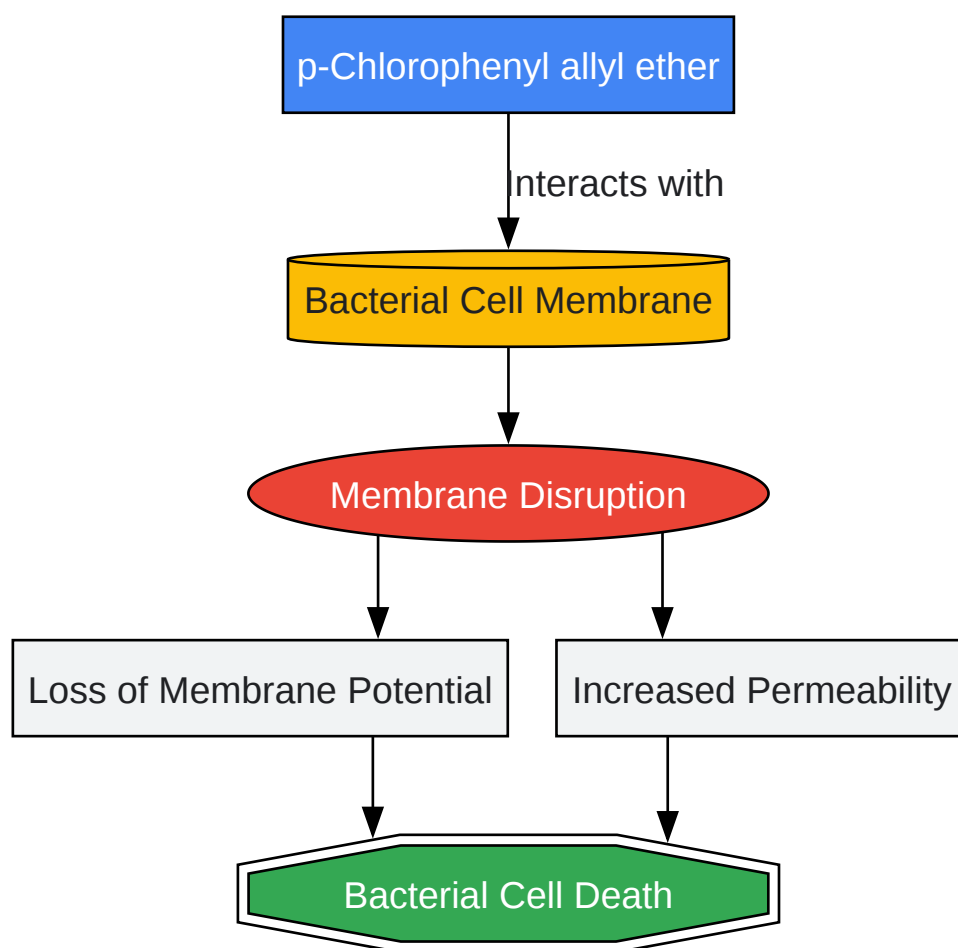 p-Chlorophenyl allyl ether
Interacts with
Bacterial Cell Membrane
Membrane Disruption
Loss of Membrane Potential
Increased Permeability
Bacterial Cell Death